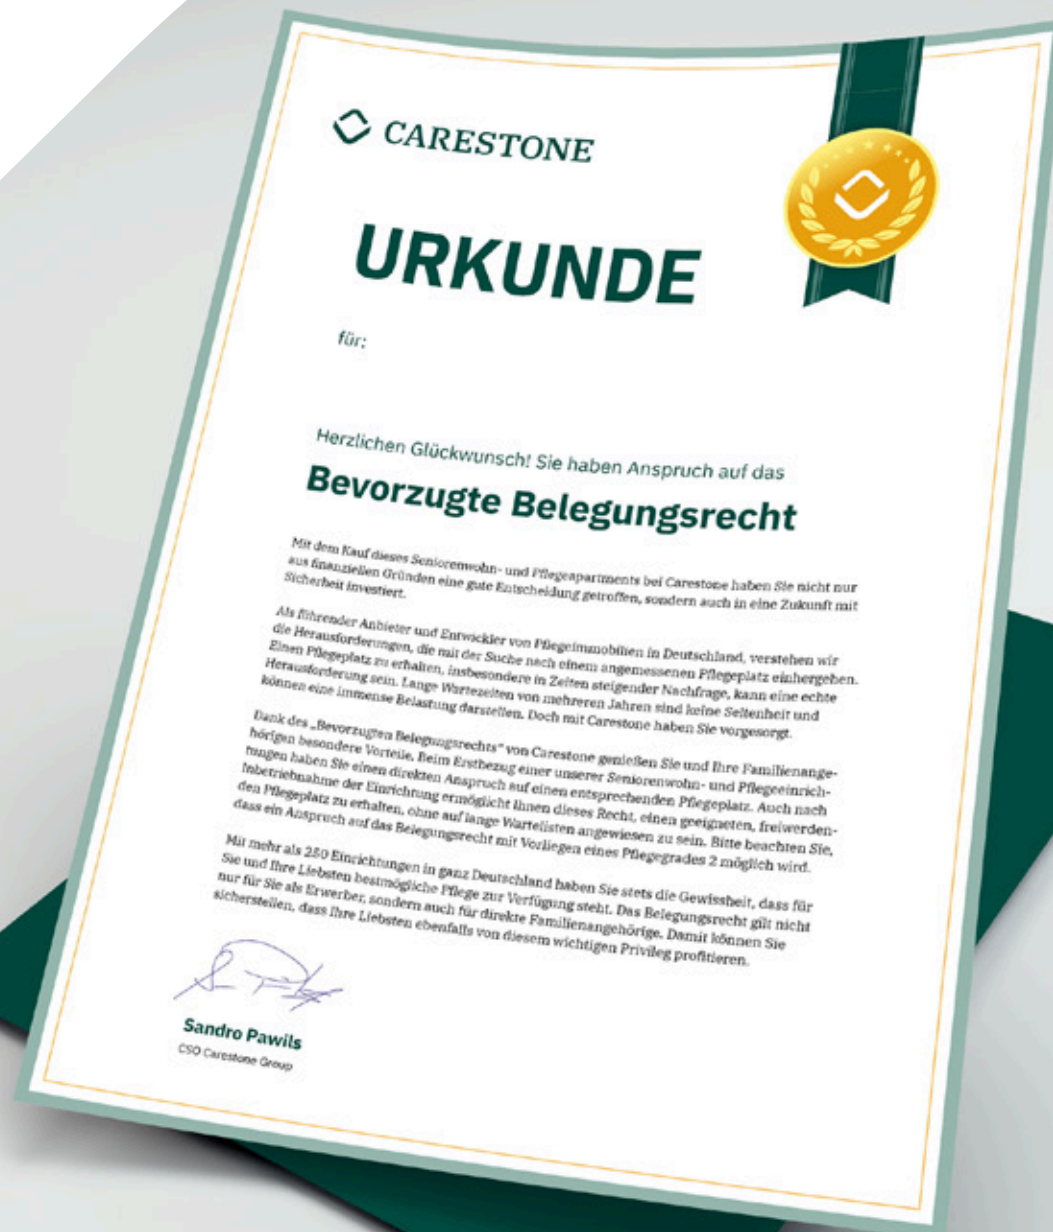 CARESTONE
URKUNDE
für:
Herzlichen Glückwunsch! Sie haben Anspruch auf das
Bevorzugte Belegungsrecht
Mit dem Kauf dieses Seniorenwohn- und Pflegeapartments bei Carestone haben Sie nicht nur
aus finanziellen Gründen eine gute Entscheidung getroffen, sondern auch in eine Zukunft mit
Sicherheit investiert.
Als führender Anbieter und Entwickler von Pflegeimmobilien in Deutschland, verstehen wir
die Herausforderungen, die mit der Suche nach einem angemessenen Pflegeplatz einhergehen.
Einen Pflegeplatz zu erhalten, insbesondere in Zeiten steigender Nachfrage, kann eine echte
Herausforderung sein. Lange Wartezeiten von mehreren Jahren sind keine Seltenheit und
können eine immense Belastung darstellen. Doch mit Carestone haben Sie vorgesorgt.
Dank des „Bevorzugten Belegungsrechts“ von Carestone genießen Sie und Ihre Familienange-
hörigen besondere Vorteile. Beim Erstbezug einer unserer Seniorenwohn- und Pflegeeinrich-
tungen haben Sie einen direkten Anspruch auf einen entsprechenden Pflegeplatz. Auch nach
Inbetriebnahme der Einrichtung ermöglicht Ihnen dieses Recht, einen geeigneten, freiwerden-
den Pflegeplatz zu erhalten, ohne auf lange Wartelisten angewiesen zu sein. Bitte beachten Sie,
dass ein Anspruch auf das Belegungsrecht mit Vorliegen eines Pflegegrades 2 möglich wird.
Mit mehr als 250 Einrichtungen in ganz Deutschland haben Sie stets die Gewissheit, dass für
Sie und Ihre Liebsten bestmögliche Pflege zur Verfügung steht. Das Belegungsrecht gilt nicht
nur für Sie als Erwerber, sondern auch für direkte Familienangehörige. Damit können Sie
sicherstellen, dass Ihre Liebsten ebenfalls von diesem wichtigen Privileg profitieren.
Sandro Pawils
CSO Carestone Group